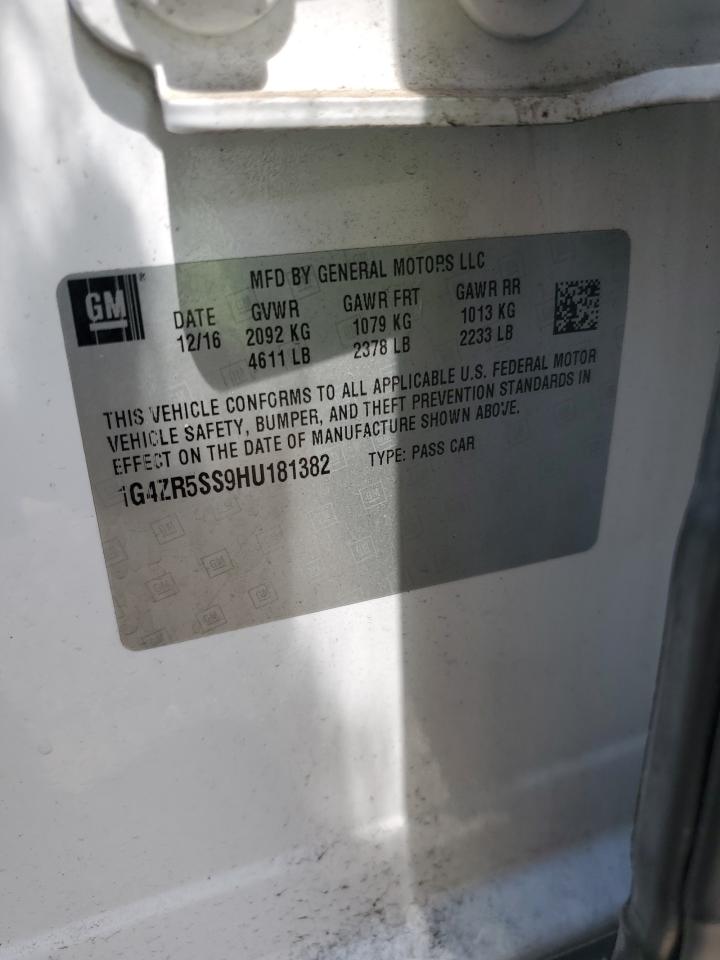 GM
MFD BY GENERAL MOTORS LLC
DATE GVWR GAWR FRT GAWR RR
12/16 2092 KG 1079 KG 1013 KG
4611 LB 2378 LB 2233 LB
THIS VEHICLE CONFORMS TO ALL APPLICABLE U.S. FEDERAL MOTOR
VEHICLE SAFETY, BUMPER, AND THEFT PREVENTION STANDARDS IN
EFFECT ON THE DATE OF MANUFACTURE SHOWN ABOVE.
1G4ZR5SS9HU181382 TYPE: PASS CAR